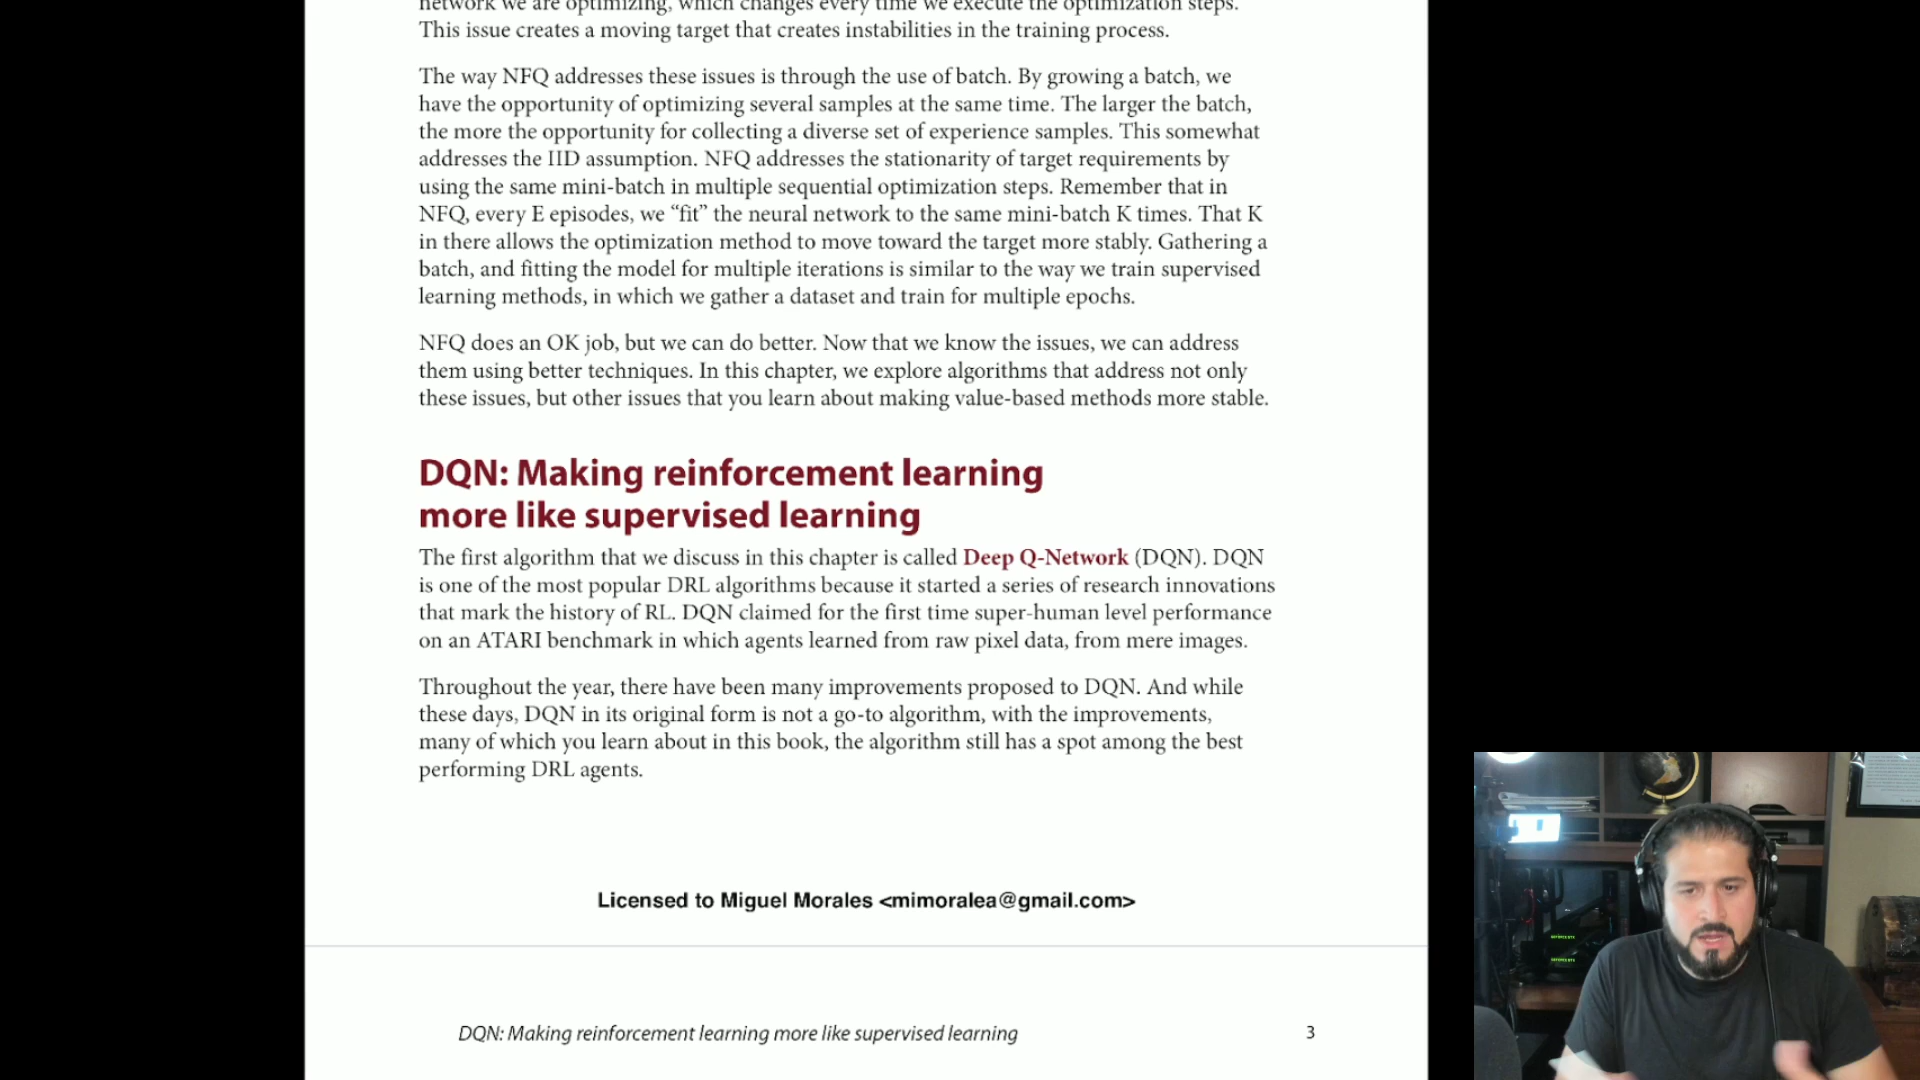 network we are optimizing, which changes every time we execute the optimization steps.
This issue creates a moving target that creates instabilities in the training process.
The way NFQ addresses these issues is through the use of batch. By growing a batch, we
have the opportunity of optimizing several samples at the same time. The larger the batch,
the more the opportunity for collecting a diverse set of experience samples. This somewhat
addresses the IID assumption. NFQ addresses the stationarity of target requirements by
using the same mini-batch in multiple sequential optimization steps. Remember that in
NFQ, every E episodes, we “fit” the neural network to the same mini-batch K times. That K
in there allows the optimization method to move toward the target more stably. Gathering a
batch, and fitting the model for multiple iterations is similar to the way we train supervised
learning methods, in which we gather a dataset and train for multiple epochs.
NFQ does an OK job, but we can do better. Now that we know the issues, we can address
them using better techniques. In this chapter, we explore algorithms that address not only
these issues, but other issues that you learn about making value-based methods more stable.
DQN: Making reinforcement learning
more like supervised learning
The first algorithm that we discuss in this chapter is called Deep Q-Network (DQN). DQN
is one of the most popular DRL algorithms because it started a series of research innovations
that mark the history of RL. DQN claimed for the first time super-human level performance
on an ATARI benchmark in which agents learned from raw pixel data, from mere images.
Throughout the year, there have been many improvements proposed to DQN. And while
these days, DQN in its original form is not a go-to algorithm, with the improvements,
many of which you learn about in this book, the algorithm still has a spot among the best
performing DRL agents.
Licensed to Miguel Morales <mimoralea@gmail.com>
DQN: Making reinforcement learning more like supervised learning 3